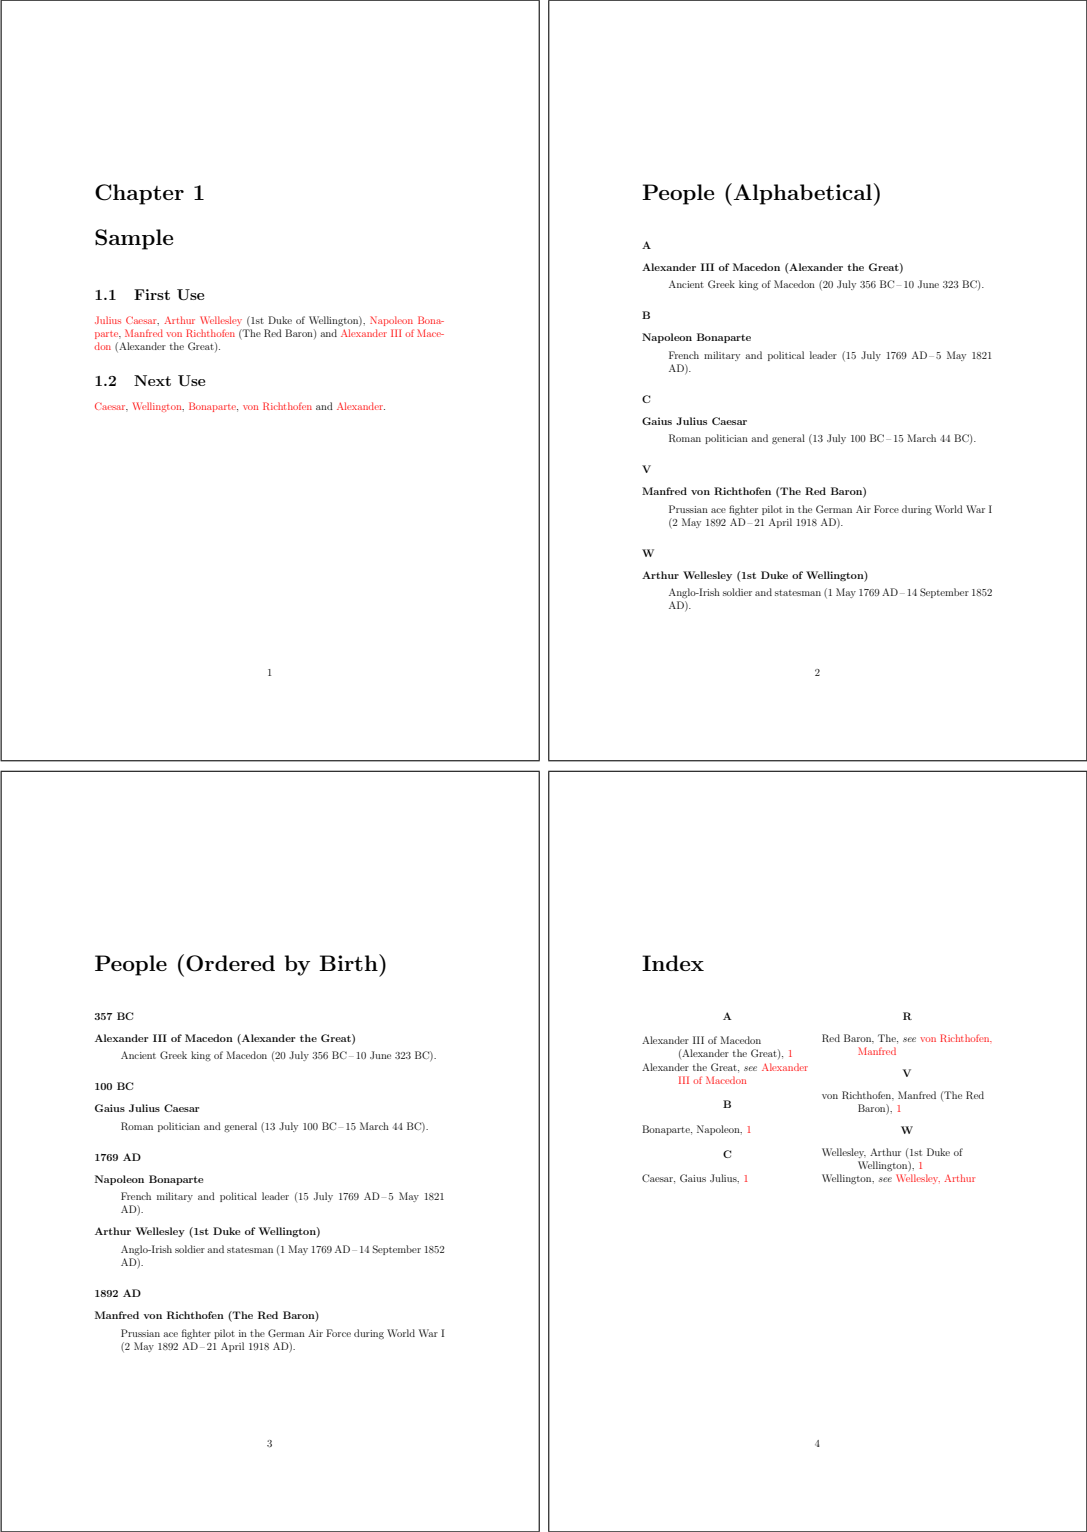 Chapter 1
Sample
1.1 First Use
Julius Caesar, Arthur Wellesley (1st Duke of Wellington), Napoleon Bona-
parte, Manfred von Richthofen (The Red Baron) and Alexander III of Mace-
don (Alexander the Great).
1.2 Next Use
Caesar, Wellington, Bonaparte, von Richthofen and Alexander.
1
People (Alphabetical)
A
Alexander III of Macedon (Alexander the Great)
Ancient Greek king of Macedon (20 July 356 BC – 10 June 323 BC).
B
Napoleon Bonaparte
French military and political leader (15 July 1769 AD – 5 May 1821
AD).
C
Gaius Julius Caesar
Roman politician and general (13 July 100 BC – 15 March 44 BC).
V
Manfred von Richthofen (The Red Baron)
Prussian ace fighter pilot in the German Air Force during World War I
(2 May 1892 AD – 21 April 1918 AD).
W
Arthur Wellesley (1st Duke of Wellington)
Anglo-Irish soldier and statesman (1 May 1769 AD – 14 September 1852
AD).
2
People (Ordered by Birth)
357 BC
Alexander III of Macedon (Alexander the Great)
Ancient Greek king of Macedon (20 July 356 BC – 10 June 323 BC).
100 BC
Gaius Julius Caesar
Roman politician and general (13 July 100 BC – 15 March 44 BC).
1769 AD
Napoleon Bonaparte
French military and political leader (15 July 1769 AD – 5 May 1821
AD).
Arthur Wellesley (1st Duke of Wellington)
Anglo-Irish soldier and statesman (1 May 1769 AD – 14 September 1852
AD).
1892 AD
Manfred von Richthofen (The Red Baron)
Prussian ace fighter pilot in the German Air Force during World War I
(2 May 1892 AD – 21 April 1918 AD).
3
Index
A
Alexander III of Macedon
(Alexander the Great), 1
Alexander the Great, see Alexander
III of Macedon
B
Bonaparte, Napoleon, 1
C
Caesar, Gaius Julius, 1
R
Red Baron, The, see von Richthofen,
Manfred
V
von Richthofen, Manfred (The Red
Baron), 1
W
Wellesley, Arthur (1st Duke of
Wellington), 1
Wellington, see Wellesley, Arthur
4